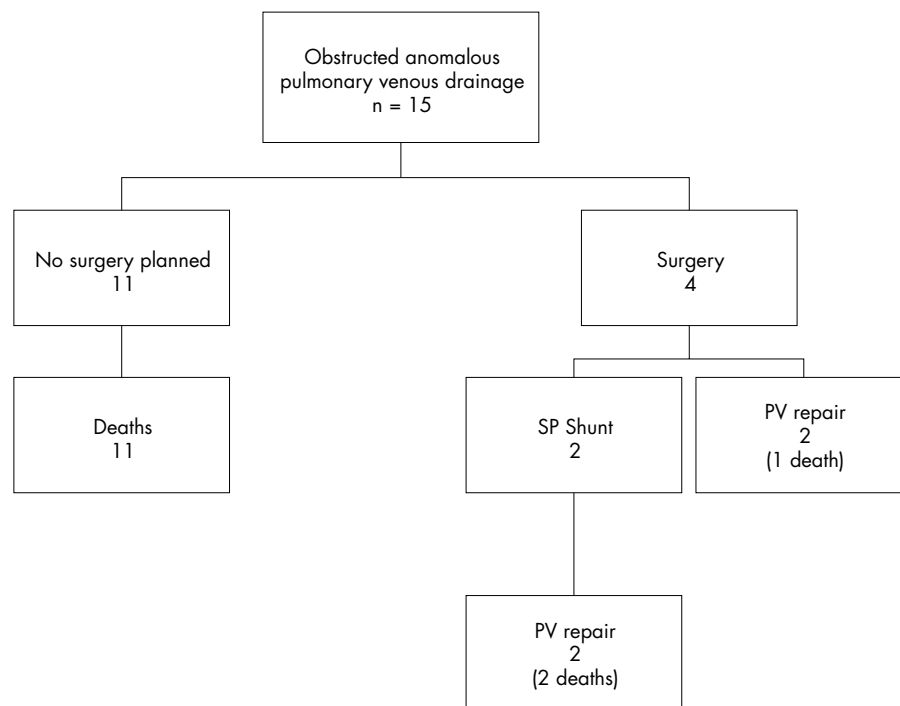 Obstructed anomalous
pulmonary venous drainage
n = 15
No surgery planned
11
Surgery
4
Deaths
11
SP Shunt
2
PV repair
2
(1 death)
PV repair
2
(2 deaths)